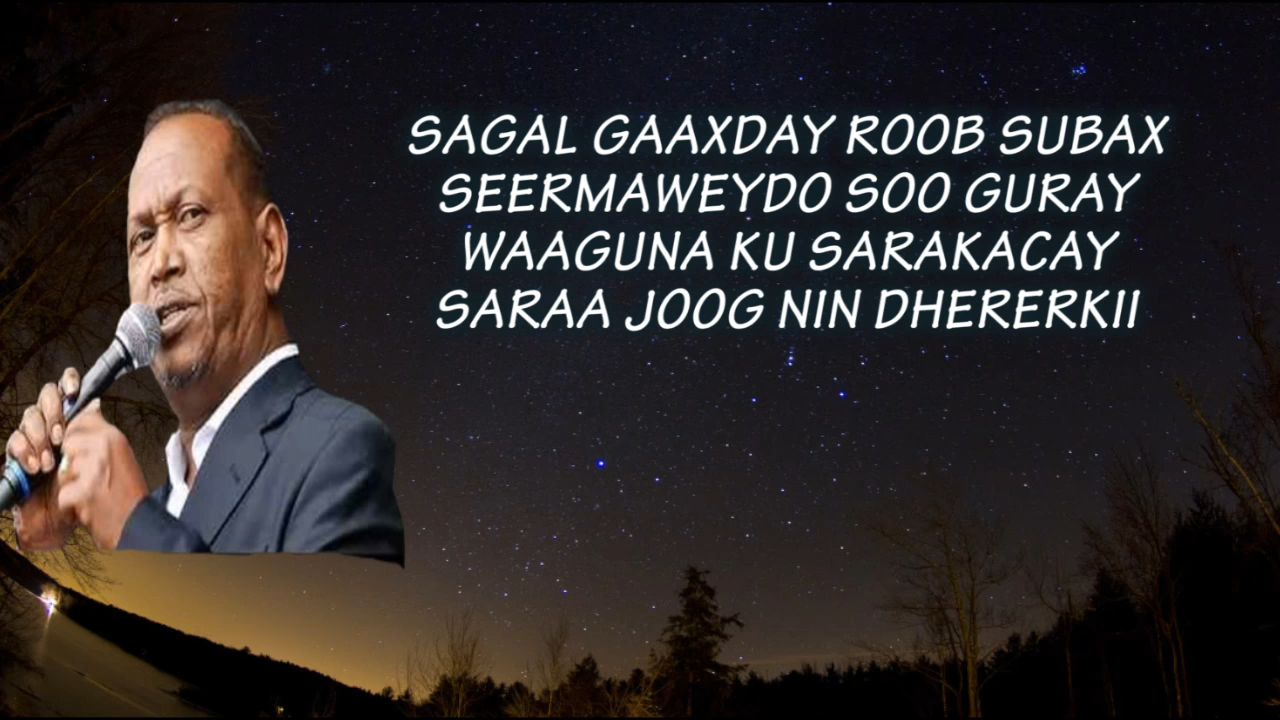 SAGAL GAAXDAY ROOB SUBAX
SEERMAWEYDO SOO GURAY
WAAGUNA KU SARAKACAY
SARAA JOOG NIN DHERERKII